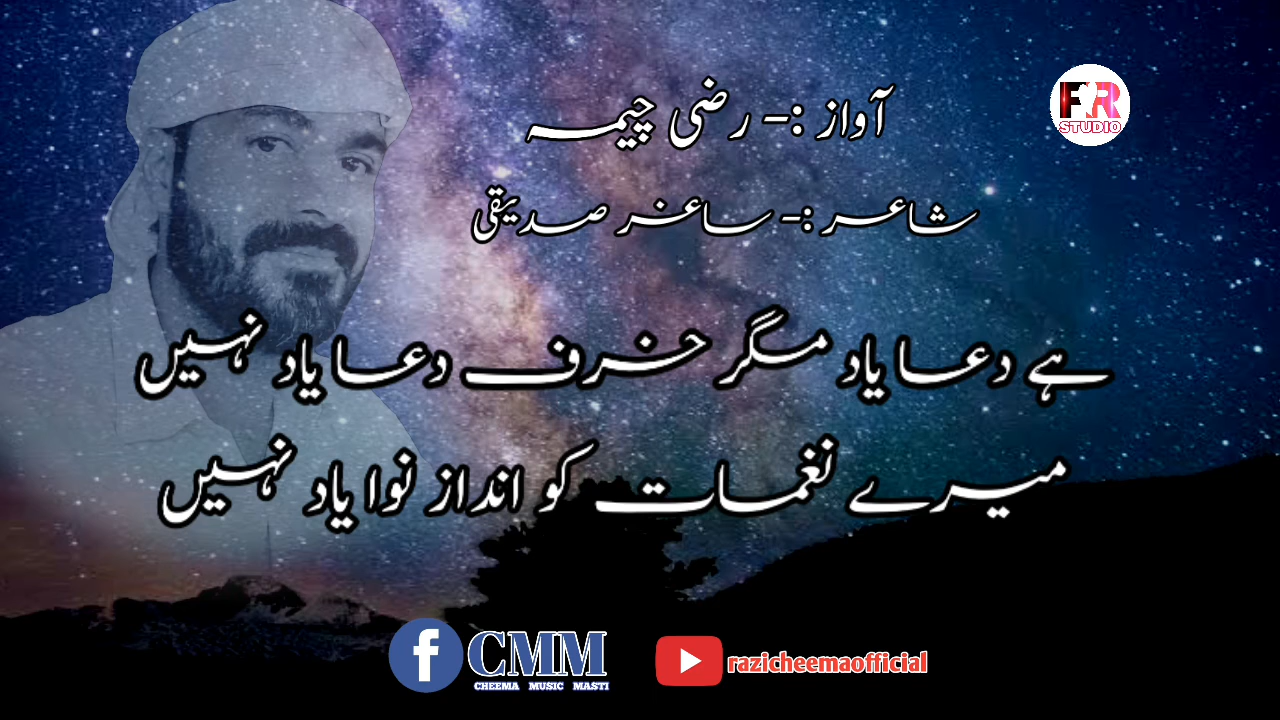 آواز :- رضی چیمہ
FR
STUDIO
شاعر :- ساغر صدیقی
ہے دعا یاد مگر خرف دعا یاد نہیں
میرے نغمات کو انداز نوا یاد نہیں
f CMM
CHEEMA MUSIC MASTI
razicheemaofficial